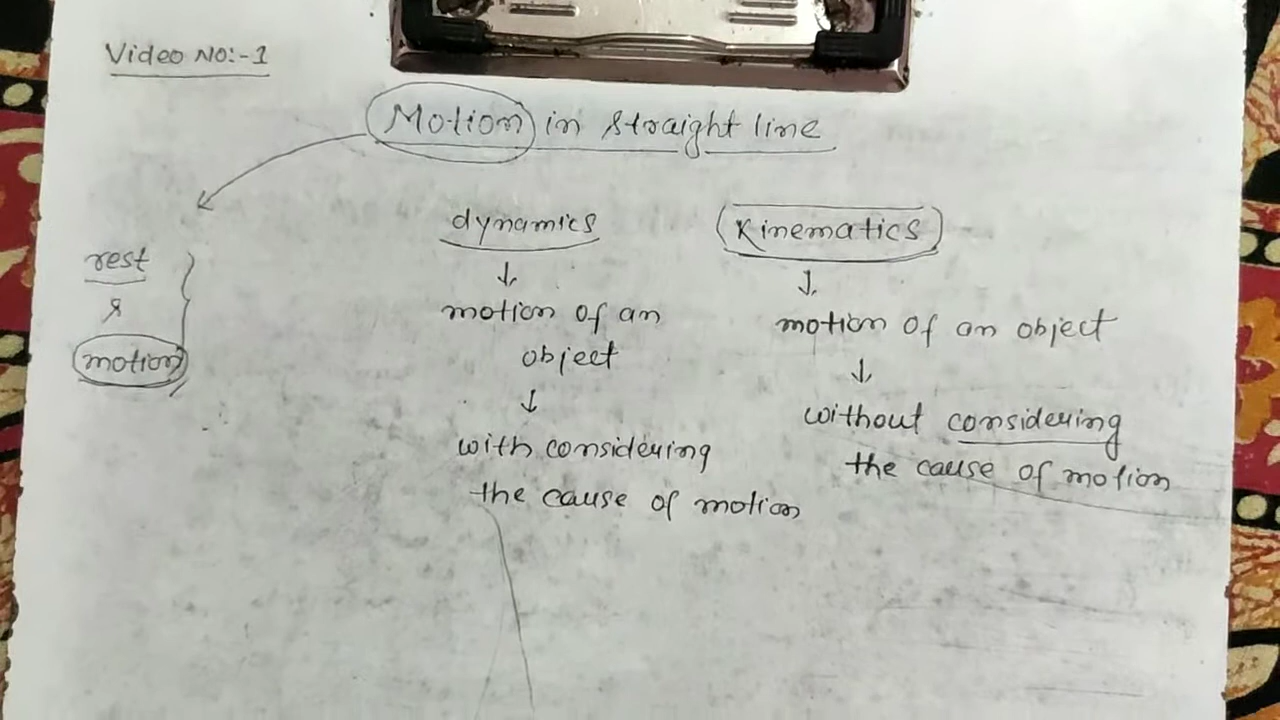 Video NO:-1
Motion in straight line
rest
&
motion
dynamics
↓
motion of an
object
↓
with considering
the cause of motion
Kinematics
↓
motion of an object
↓
without considering
the cause of motion